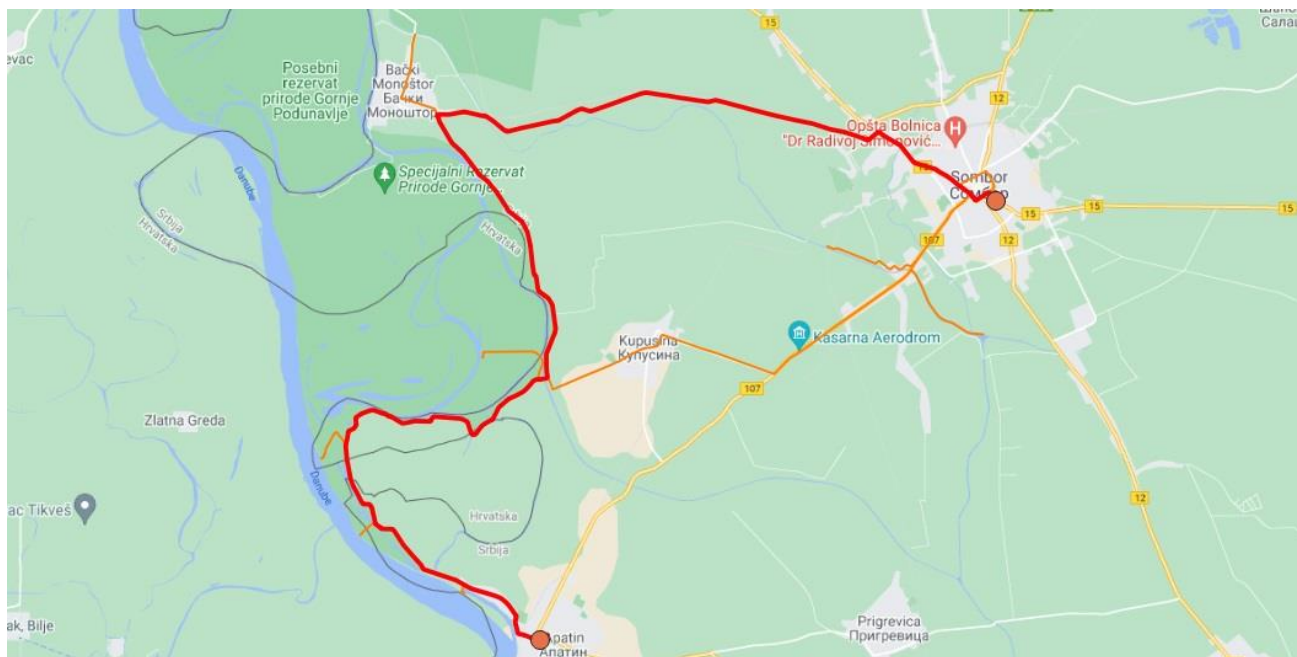 15
Шапон
Салаш
evac
Posebni
rezervat
prirode Gornje
Podunavlje
Bački
Monoštor
Бачки
Моноштор
12
Opšta Bolnica
"Dr Radivoj Simonović...
H
Specijalni Rezervat
Prirode Gornje...
Danube
Srbija
Hrvatska
Hrvatska
12
Sombor
15
15
15
107
12
Kupusina
Купусина
Kasarna Aerodrom
107
Zlatna Greda
Danube
12
ac Tikveš
Hrvatska
Srbija
ak, Bilje
Apatin
Апатин
Prigrevica
Пригревица